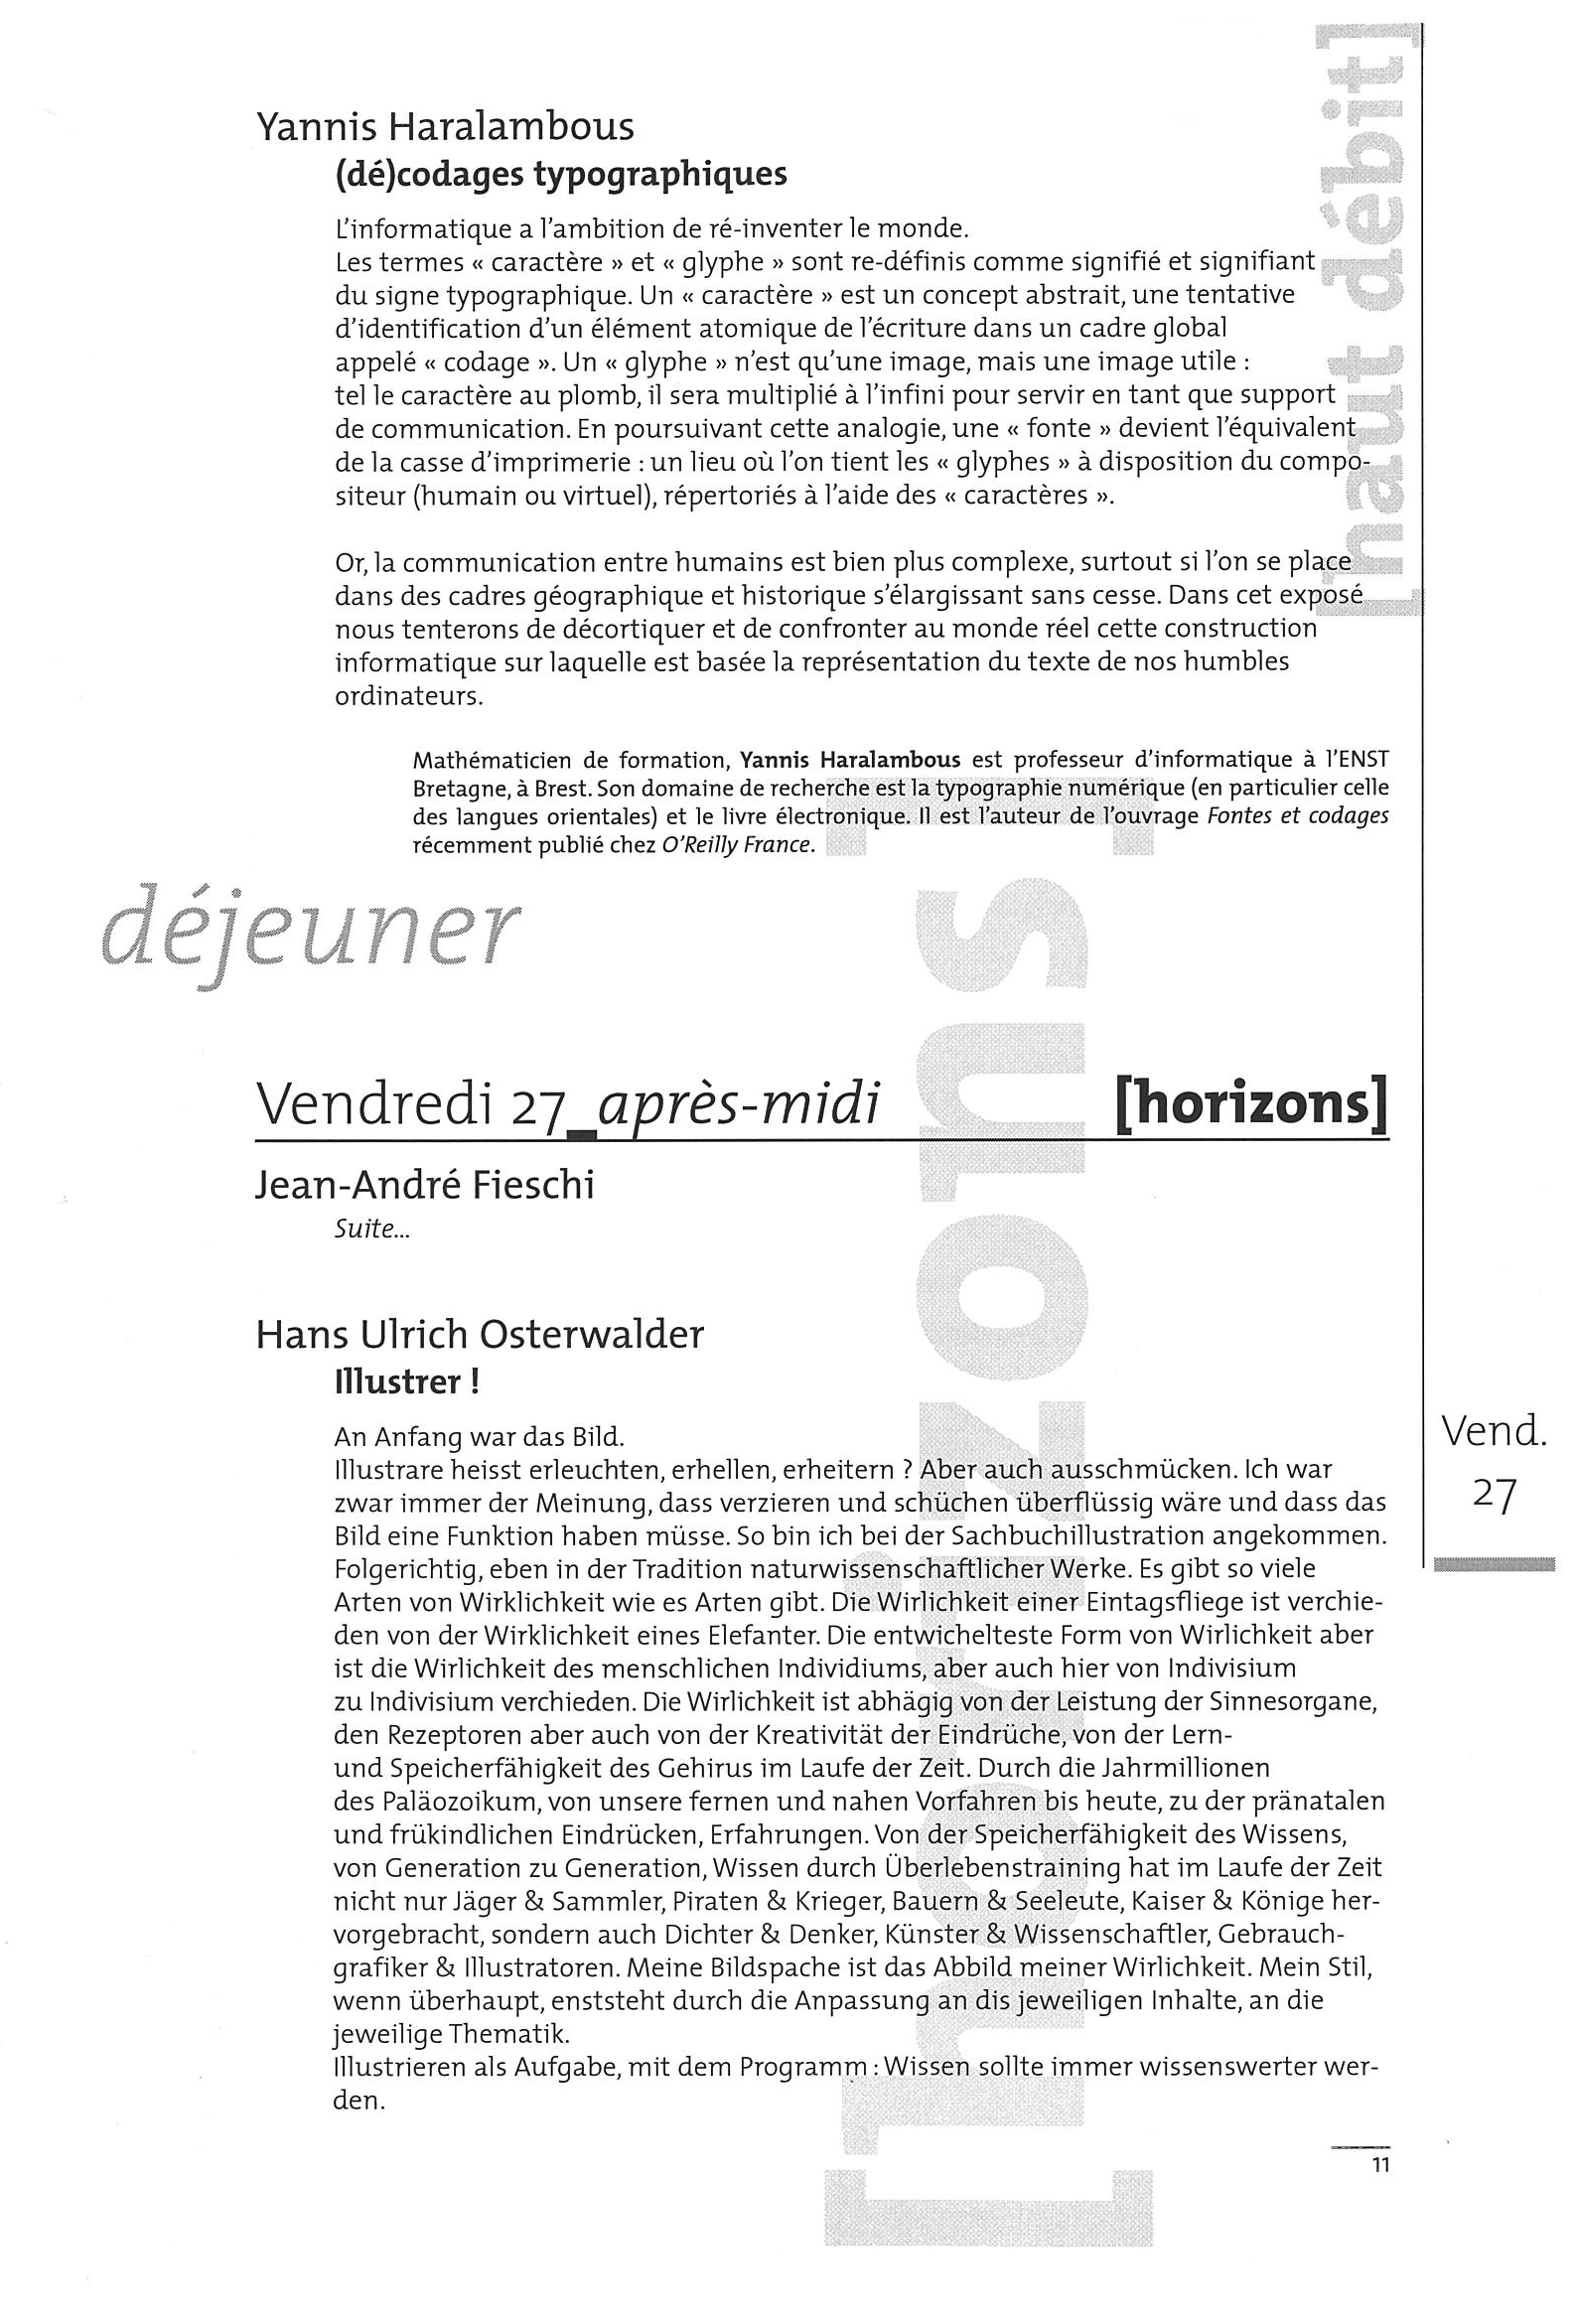 [haut débit]
Yannis Haralambous
(dé)codages typographiques
L'informatique a l'ambition de ré-inventer le monde.
Les termes « caractère » et « glyphe » sont re-définis comme signifié et signifiant
du signe typographique. Un « caractère » est un concept abstrait, une tentative
d'identification d'un élément atomique de l'écriture dans un cadre global
appelé « codage ». Un « glyphe » n'est qu'une image, mais une image utile :
tel le caractère au plomb, il sera multiplié à l'infini pour servir en tant que support
de communication. En poursuivant cette analogie, une « fonte » devient l'équivalent
de la casse d'imprimerie : un lieu où l'on tient les « glyphes » à disposition du compo-
siteur (humain ou virtuel), répertoriés à l'aide des « caractères ».
Or, la communication entre humains est bien plus complexe, surtout si l'on se place
dans des cadres géographique et historique s'élargissant sans cesse. Dans cet exposé
nous tenterons de décortiquer et de confronter au monde réel cette construction
informatique sur laquelle est basée la représentation du texte de nos humbles
ordinateurs.
Mathématicien de formation, Yannis Haralambous est professeur d'informatique à l'ENST
Bretagne, à Brest. Son domaine de recherche est la typographie numérique (en particulier celle
des langues orientales) et le livre électronique. Il est l'auteur de l'ouvrage Fontes et codages
récemment publié chez O'Reilly France.
déjeuner
[horizons]
Vendredi 27_après-midi [horizons]
Jean-André Fieschi
Suite...
Hans Ulrich Osterwalder
Illustrer !
An Anfang war das Bild.
Illustrare heisst erleuchten, erhellen, erheitern ? Aber auch ausschmücken. Ich war
zwar immer der Meinung, dass verzieren und schüchen überflüssig wäre und dass das
Bild eine Funktion haben müsse. So bin ich bei der Sachbuchillustration angekommen.
Folgerichtig, eben in der Tradition naturwissenschaftlicher Werke. Es gibt so viele
Arten von Wirklichkeit wie es Arten gibt. Die Wirlichkeit einer Eintagsfliege ist verchie-
den von der Wirklichkeit eines Elefanter. Die entwichelteste Form von Wirlichkeit aber
ist die Wirlichkeit des menschlichen Individiums, aber auch hier von Indivisium
zu Indivisium verchieden. Die Wirlichkeit ist abhägig von der Leistung der Sinnesorgane,
den Rezeptoren aber auch von der Kreativität der Eindrüche, von der Lern-
und Speicherfähigkeit des Gehirus im Laufe der Zeit. Durch die Jahrmillionen
des Paläozoikum, von unsere fernen und nahen Vorfahren bis heute, zu der pränatalen
und frükindlichen Eindrücken, Erfahrungen. Von der Speicherfähigkeit des Wissens,
von Generation zu Generation, Wissen durch Überlebenstraining hat im Laufe der Zeit
nicht nur Jäger & Sammler, Piraten & Krieger, Bauern & Seeleute, Kaiser & Könige her-
vorgebracht, sondern auch Dichter & Denker, Künster & Wissenschaftler, Gebrauch-
grafiker & Illustratoren. Meine Bildspache ist das Abbild meiner Wirlichkeit. Mein Stil,
wenn überhaupt, enststeht durch die Anpassung an dis jeweiligen Inhalte, an die
jeweilige Thematik.
Illustrieren als Aufgabe, mit dem Programm : Wissen sollte immer wissenswerter wer-
den.
Vend.
27
11